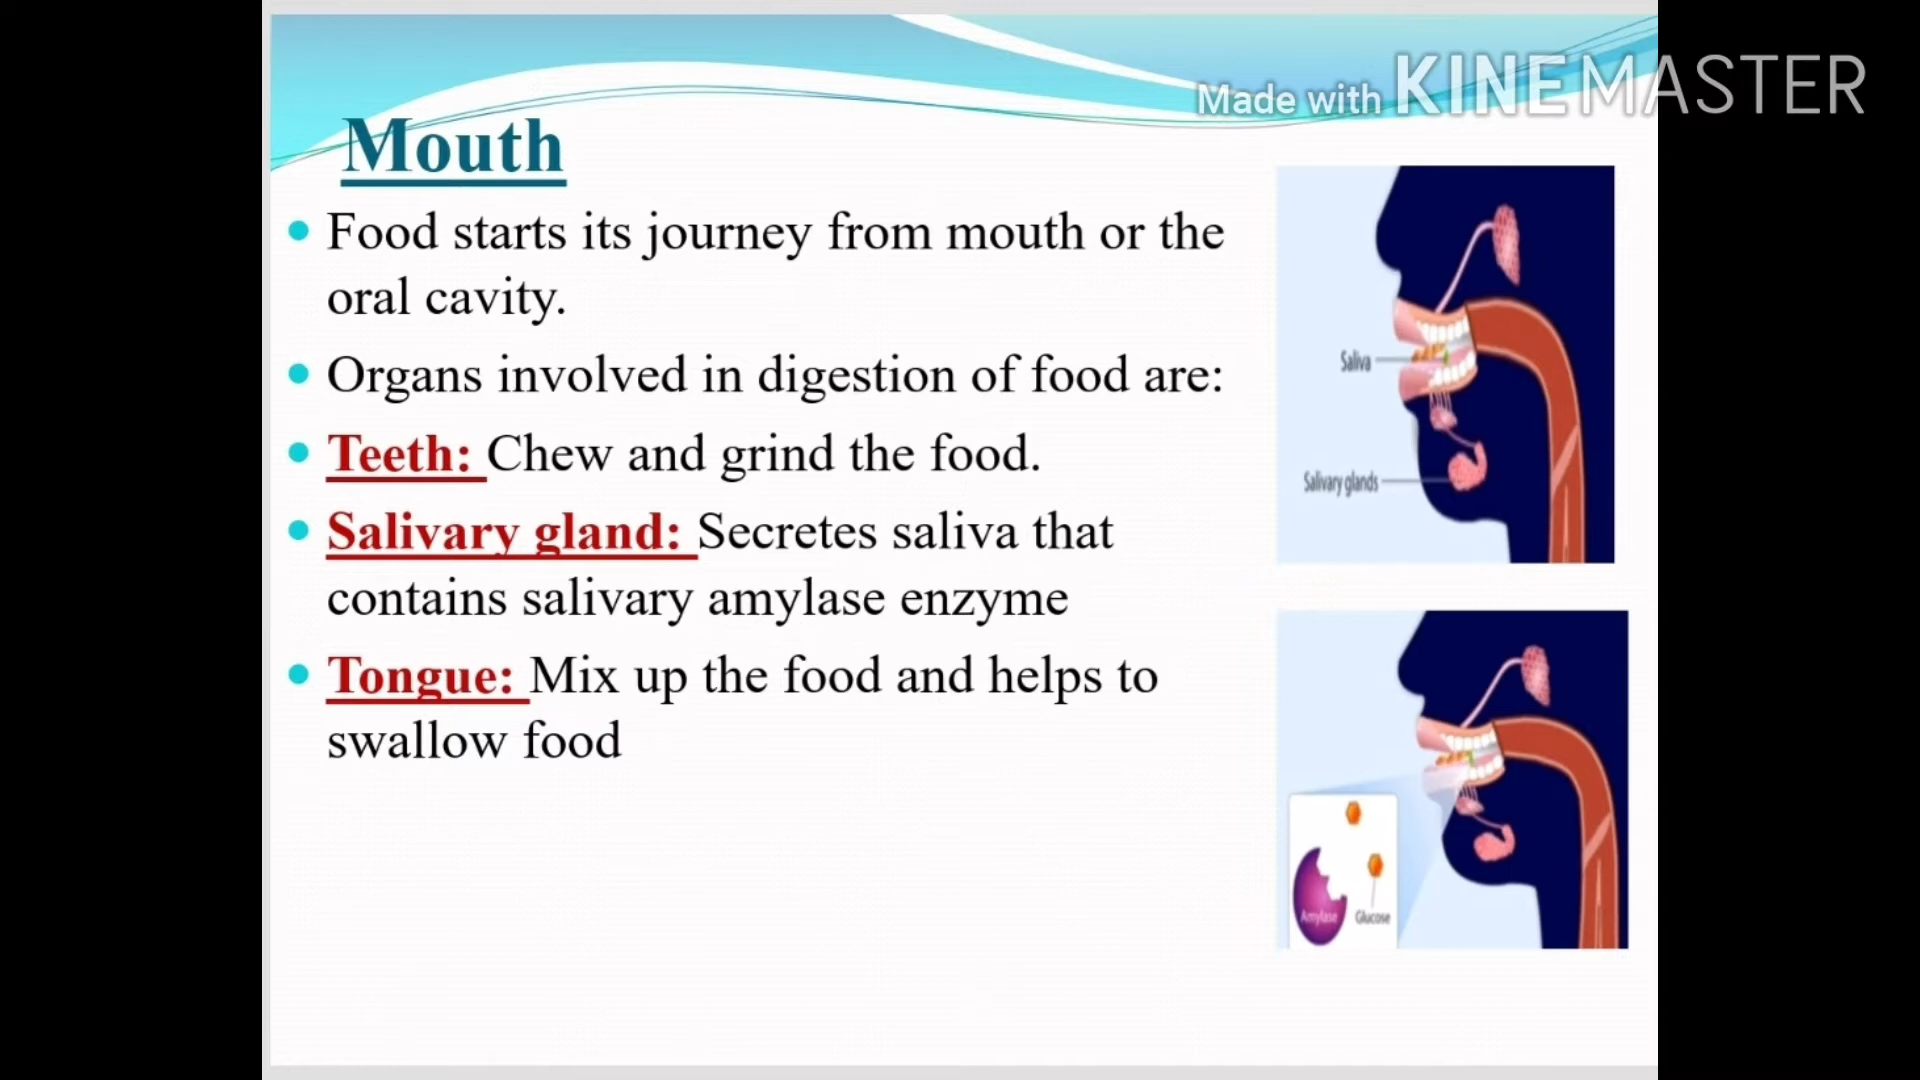 Made with KINEMASTER
Mouth
Food starts its journey from mouth or the
oral cavity.
Organs involved in digestion of food are:
Teeth: Chew and grind the food.
Salivary gland: Secretes saliva that
contains salivary amylase enzyme
Tongue: Mix up the food and helps to
swallow food
Saliva
Salivary glands
Amylase
Glucose